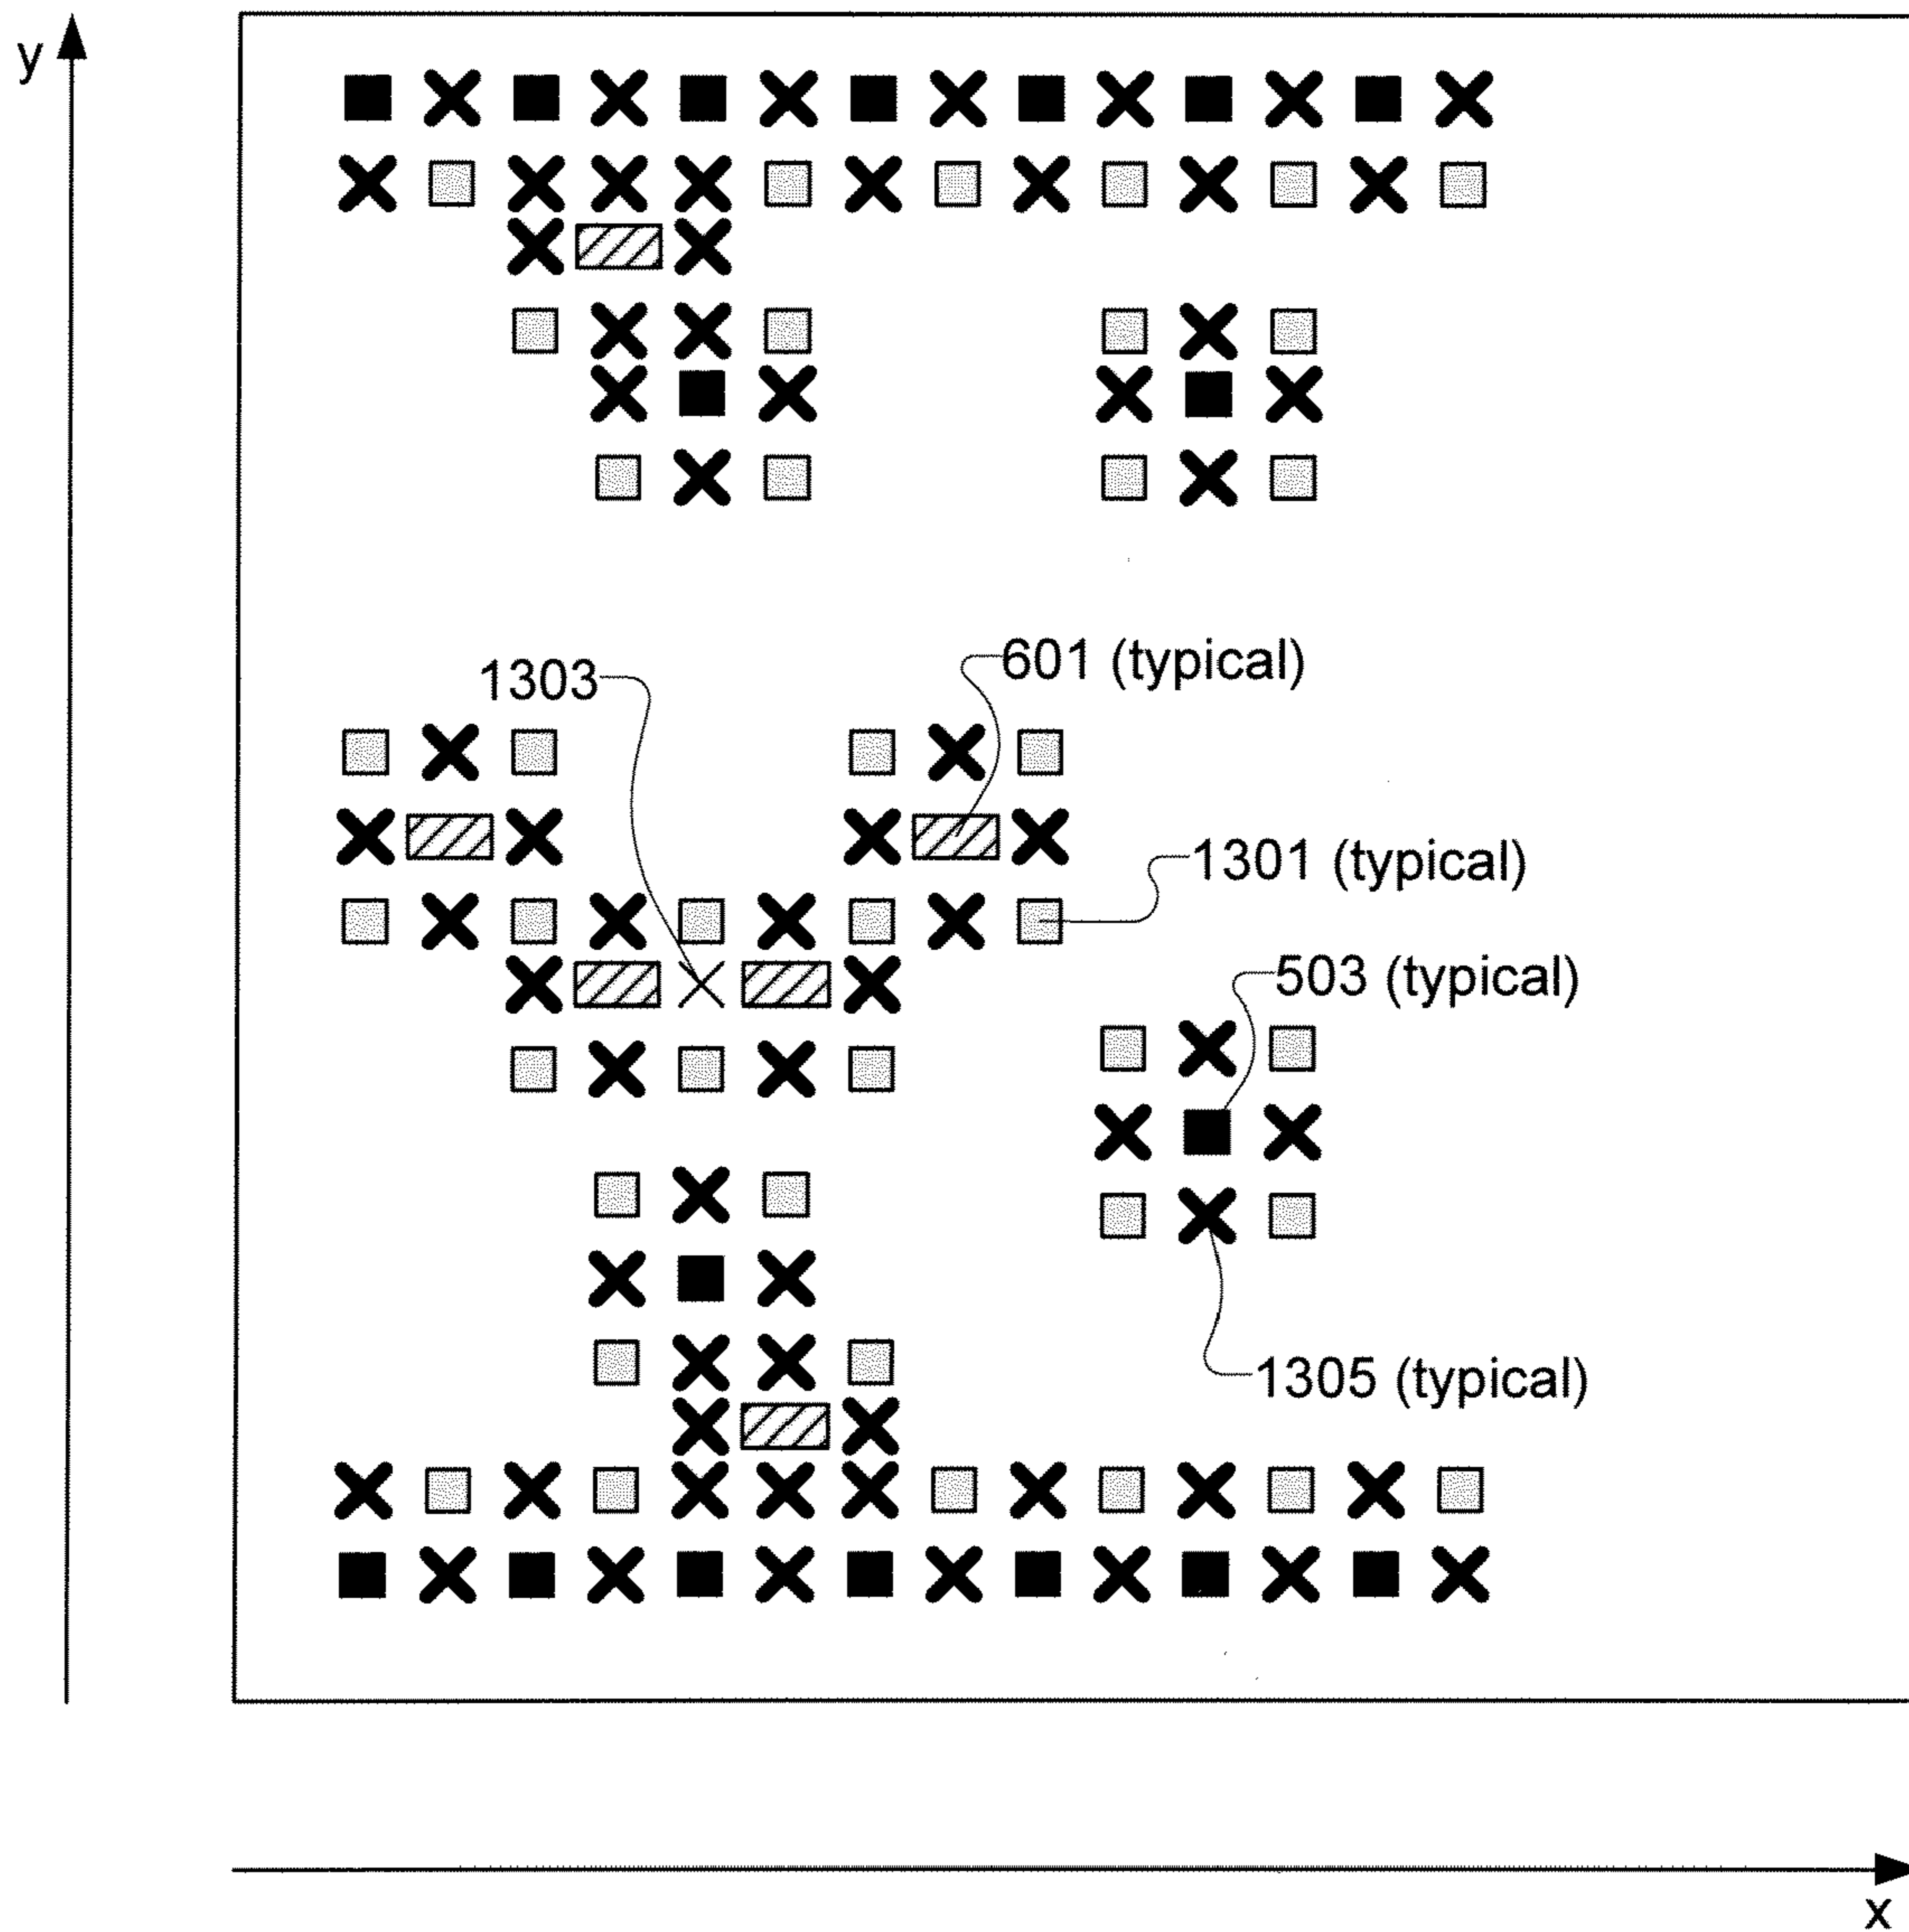 y
601 (typical)
1303
1301 (typical)
503 (typical)
1305 (typical)
x